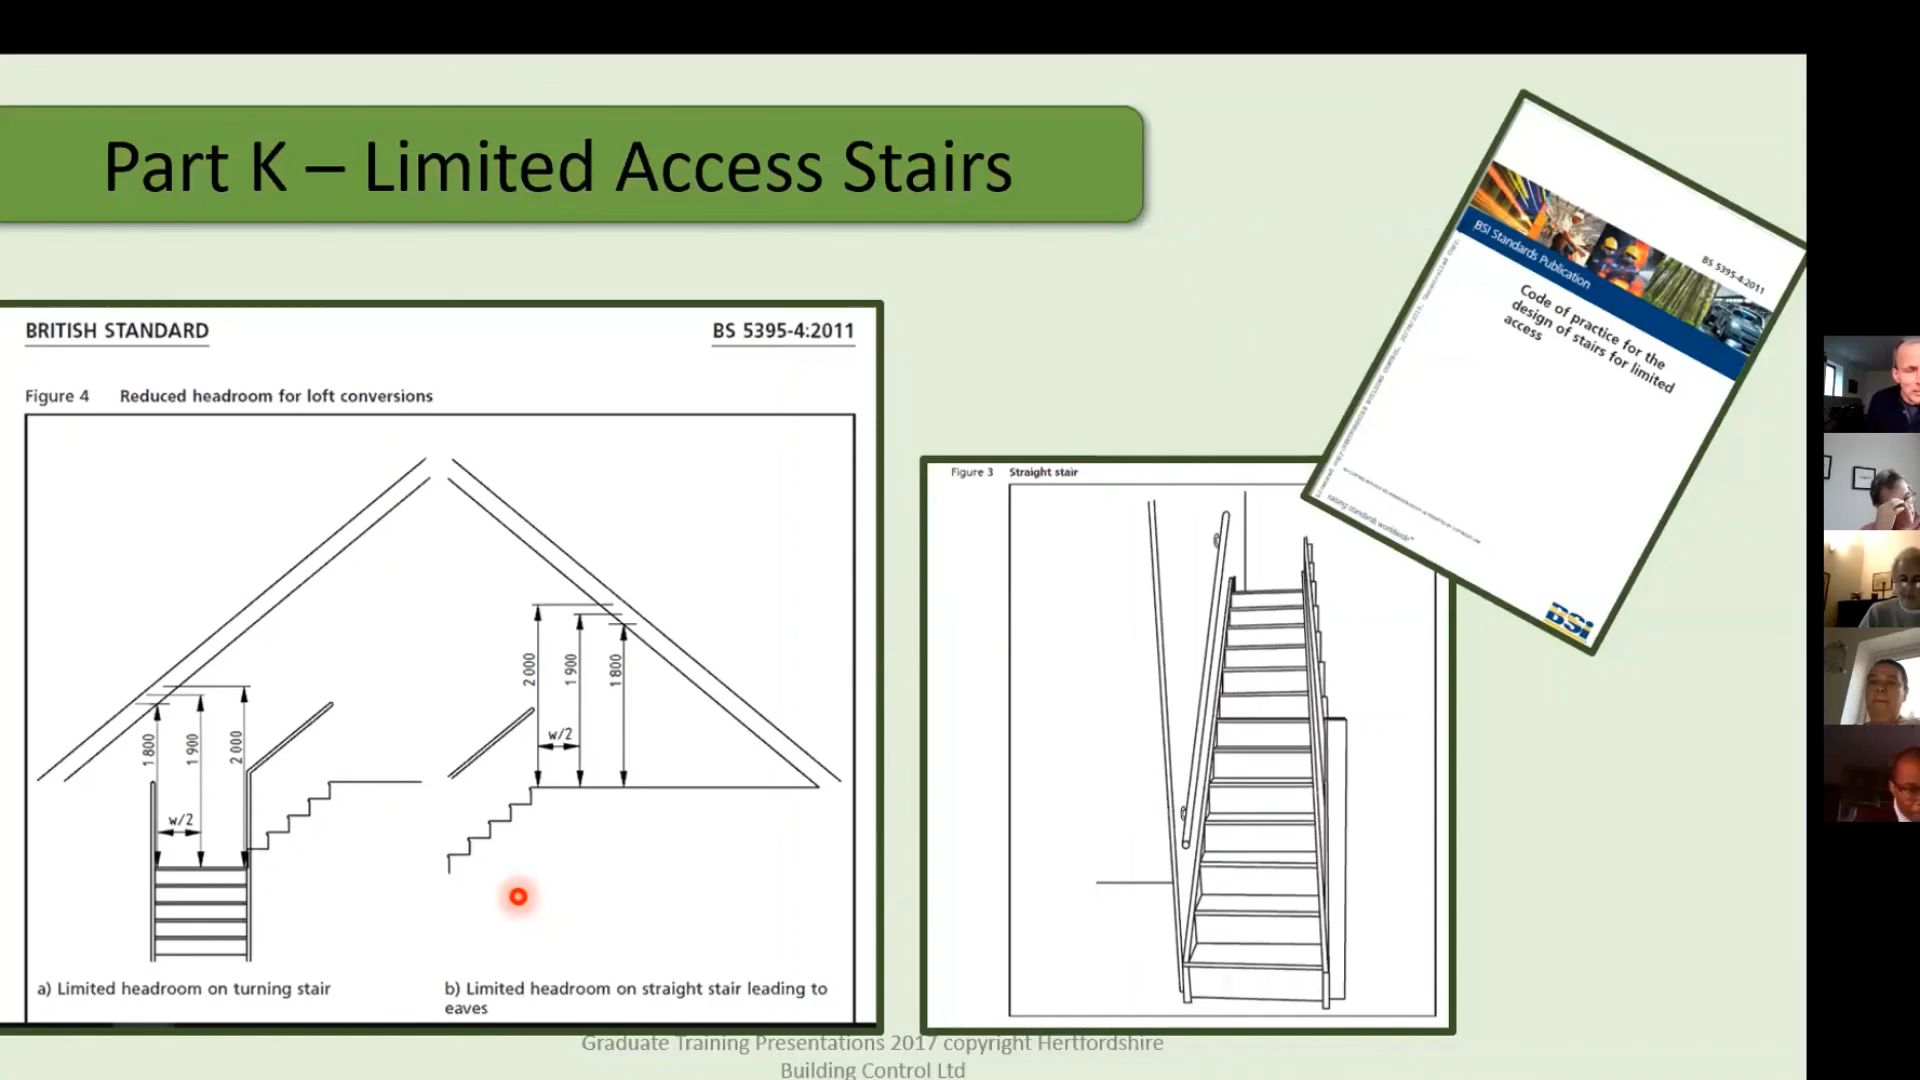 Part K – Limited Access Stairs
BRITISH STANDARD
BS 5395-4:2011
Figure 4 Reduced headroom for loft conversions
1 800
1 900
2 000
w/2
2 000
1 900
1 800
w/2
a) Limited headroom on turning stair
b) Limited headroom on straight stair leading to
eaves
Figure 3 Straight stair
BSI Standards Publication
BS 5395-4:2011
Code of practice for the
design of stairs for limited
access
raising standards worldwide™
BSi
Graduate Training Presentations 2017 copyright Hertfordshire
Building Control Ltd